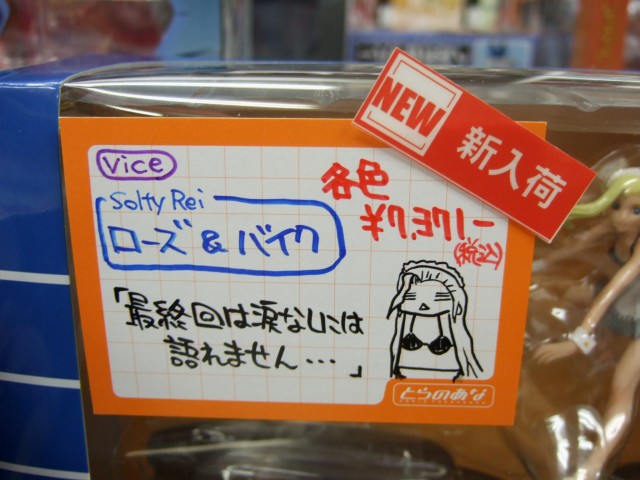 NEW 新入荷
Vice
Solty Rei
ローズ & バイク
各色
¥7,371-
(税込)
「最終回は涙なしには
語れません…」
とらのあな